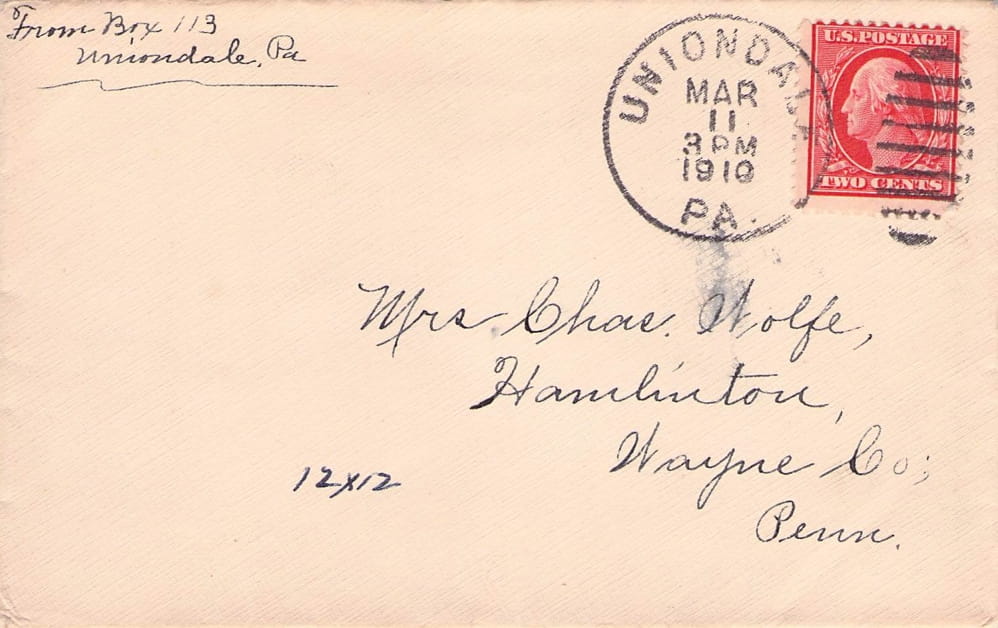 From Box 113
Uniondale, Pa
UNIONDALE
MAR
11
3 PM
1910
PA.
U.S. POSTAGE
TWO CENTS
Mrs Chas. Wolfe,
Hamlinton,
Wayne Co;
Penn.
12x12